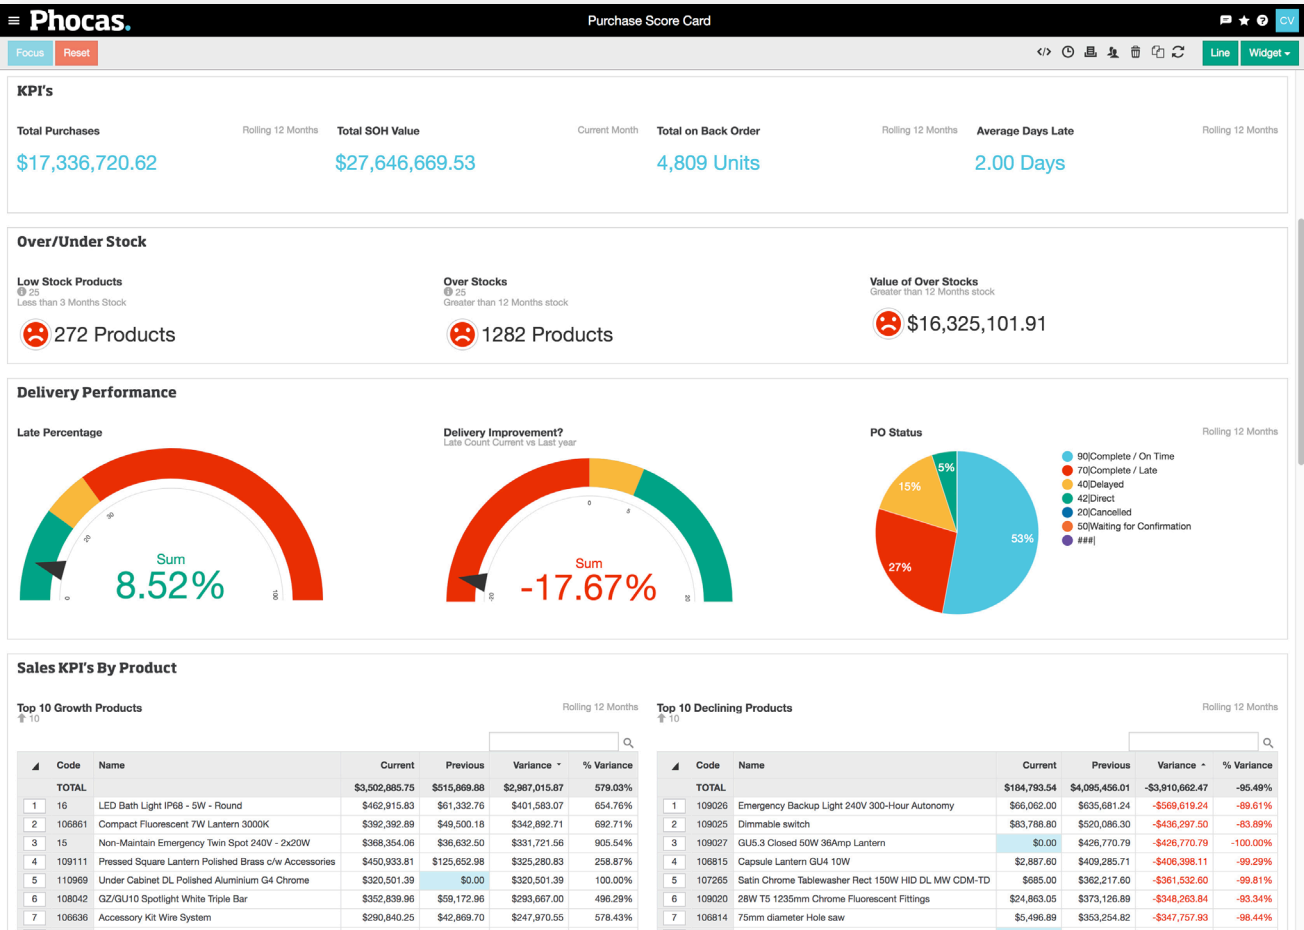 Phocas.
Purchase Score Card
CV
Focus
Reset
Line
Widget
KPI's
Total Purchases
Rolling 12 Months
$17,336,720.62
Total SOH Value
Current Month
$27,646,669.53
Total on Back Order
Rolling 12 Months
4,809 Units
Average Days Late
Rolling 12 Months
2.00 Days
Over/Under Stock
Low Stock Products
25
Less than 3 Months Stock
272 Products
Over Stocks
25
Greater than 12 Months stock
1282 Products
Value of Over Stocks
Greater than 12 Months stock
$16,325,101.91
Delivery Performance
Late Percentage
0
20
30
100
Sum
8.52%
Delivery Improvement?
Late Count Current vs Last year
-20
0
5
20
Sum
-17.67%
PO Status
Rolling 12 Months
53%
27%
15%
5%
90|Complete / On Time
70|Complete / Late
40|Delayed
42|Direct
20|Cancelled
50|Waiting for Confirmation
###|
Sales KPI's By Product
Top 10 Growth Products
Rolling 12 Months
10
Code Name Current Previous Variance % Variance
TOTAL $3,502,885.75 $515,869.88 $2,987,015.87 579.03%
1 16 LED Bath Light IP68 - 5W - Round $462,915.83 $61,332.76 $401,583.07 654.76%
2 106861 Compact Fluorescent 7W Lantern 3000K $392,392.89 $49,500.18 $342,892.71 692.71%
3 15 Non-Maintain Emergency Twin Spot 240V - 2x20W $368,354.06 $36,632.50 $331,721.56 905.54%
4 109111 Pressed Square Lantern Polished Brass c/w Accessories $450,933.81 $125,652.98 $325,280.83 258.87%
5 110969 Under Cabinet DL Polished Aluminium G4 Chrome $320,501.39 $0.00 $320,501.39 100.00%
6 108042 GZ/GU10 Spotlight White Triple Bar $352,839.96 $59,172.96 $293,667.00 496.29%
7 106636 Accessory Kit Wire System $290,840.25 $42,869.70 $247,970.55 578.43%
Top 10 Declining Products
Rolling 12 Months
10
Code Name Current Previous Variance % Variance
TOTAL $184,793.54 $4,095,456.01 -$3,910,662.47 -95.49%
1 109026 Emergency Backup Light 240V 300-Hour Autonomy $66,062.00 $635,681.24 -$569,619.24 -89.61%
2 109025 Dimmable switch $83,788.80 $520,086.30 -$436,297.50 -83.89%
3 109027 GU5.3 Closed 50W 36Amp Lantern $0.00 $426,770.79 -$426,770.79 -100.00%
4 106815 Capsule Lantern GU4 10W $2,887.60 $409,285.71 -$406,398.11 -99.29%
5 107265 Satin Chrome Tablewasher Rect 150W HID DL MW CDM-TD $685.00 $362,217.60 -$361,532.60 -99.81%
6 109020 28W T5 1235mm Chrome Fluorescent Fittings $24,863.05 $373,126.89 -$348,263.84 -93.34%
7 106814 75mm diameter Hole saw $5,496.89 $353,254.82 -$347,757.93 -98.44%